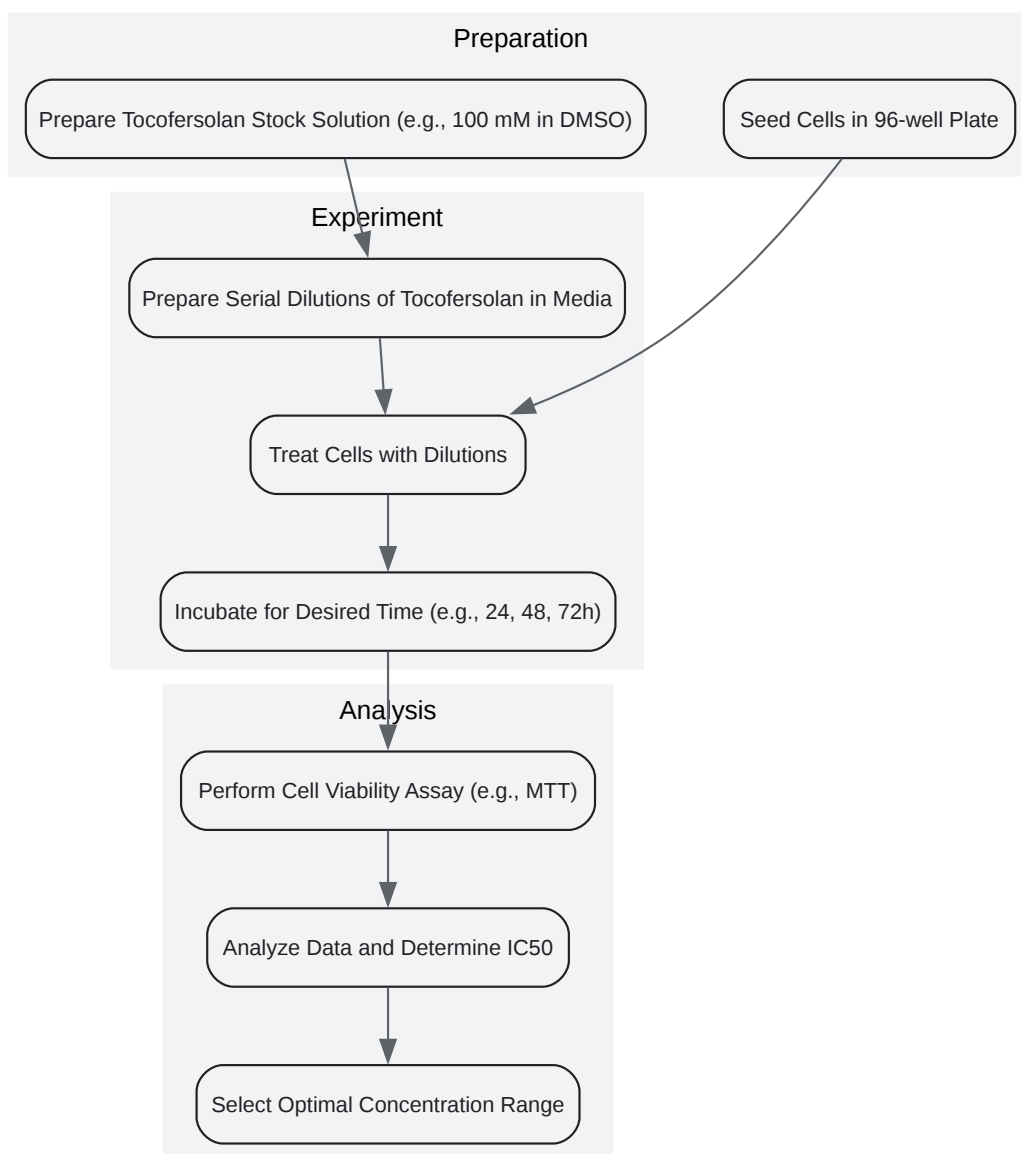 Preparation
Prepare Tocofersolan Stock Solution (e.g., 100 mM in DMSO)
Seed Cells in 96-well Plate
Experiment
Prepare Serial Dilutions of Tocofersolan in Media
Treat Cells with Dilutions
Incubate for Desired Time (e.g., 24, 48, 72h)
Analysis
Perform Cell Viability Assay (e.g., MTT)
Analyze Data and Determine IC50
Select Optimal Concentration Range